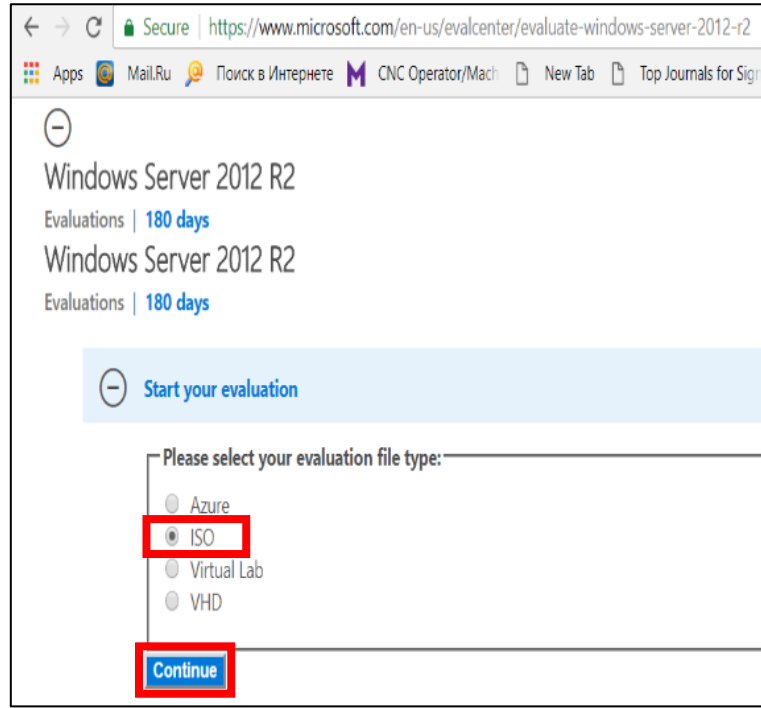 Secure | https://www.microsoft.com/en-us/evalcenter/evaluate-windows-server-2012-r2
Apps Mail.Ru Поиск в Интернете M CNC Operator/Mach New Tab Top Journals for Sign
Windows Server 2012 R2
Evaluations | 180 days
Windows Server 2012 R2
Evaluations | 180 days
Start your evaluation
Please select your evaluation file type:
Azure
ISO
Virtual Lab
VHD
Continue